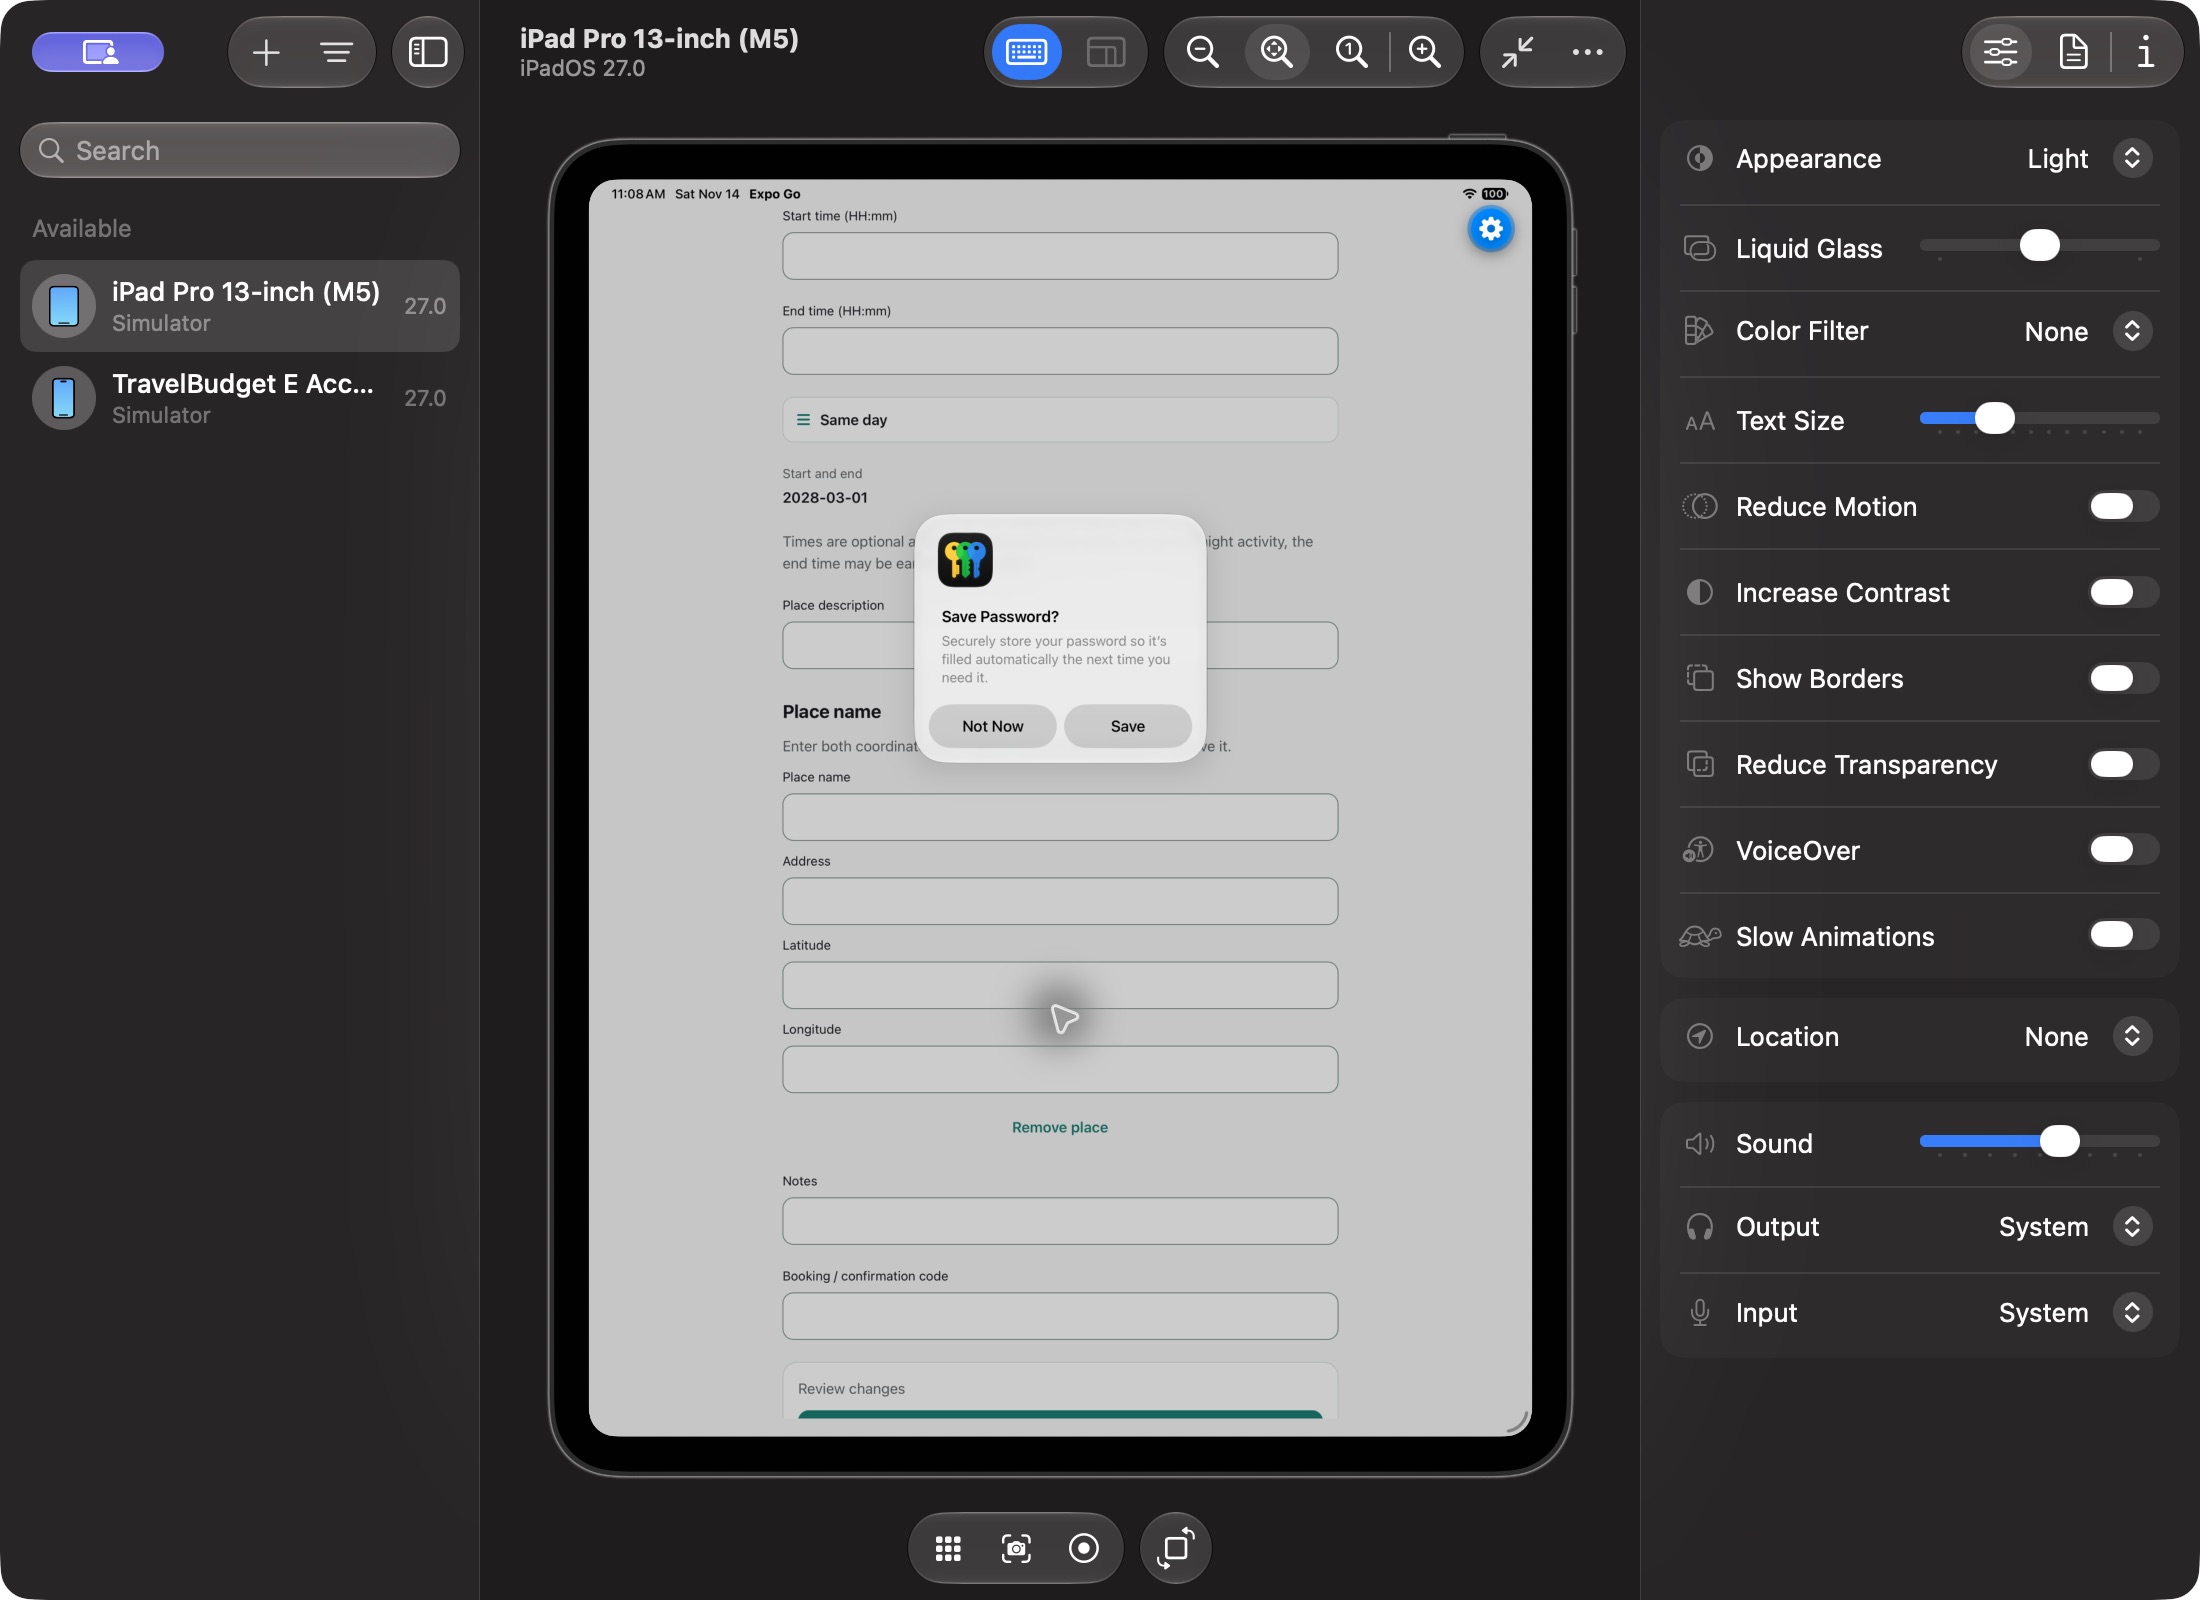 iPad Pro 13-inch (M5)
iPadOS 27.0
1
Search
Available
iPad Pro 13-inch (M5)
Simulator
27.0
TravelBudget E Acc...
Simulator
27.0
11:08 AM Sat Nov 14 Expo Go
100
Start time (HH:mm)
End time (HH:mm)
Same day
Start and end
2028-03-01
Times are optional a
ight activity, the
end time may be ea
Place description
Save Password?
Securely store your password so it's
filled automatically the next time you
need it.
Not Now
Save
Place name
Enter both coordinat
ve it.
Place name
Address
Latitude
Longitude
Remove place
Notes
Booking / confirmation code
Review changes
Appearance
Light
Liquid Glass
Color Filter
None
AA Text Size
Reduce Motion
Increase Contrast
Show Borders
Reduce Transparency
VoiceOver
Slow Animations
Location
None
Sound
Output
System
Input
System